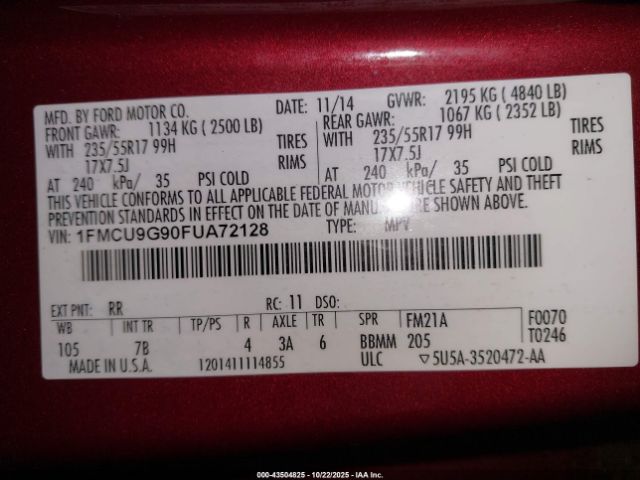 MFD. BY FORD MOTOR CO. DATE: 11/14 GVWR: 2195 KG ( 4840 LB)
FRONT GAWR: 1134 KG ( 2500 LB) REAR GAWR: 1067 KG ( 2352 LB)
WITH 235/55R17 99H TIRES WITH 235/55R17 99H TIRES
17X7.5J RIMS 17X7.5J RIMS
AT 240 kPa/ 35 PSI COLD AT 240 kPa/ 35 PSI COLD
THIS VEHICLE CONFORMS TO ALL APPLICABLE FEDERAL MOTOR VEHICLE SAFETY AND THEFT
PREVENTION STANDARDS IN EFFECT ON THE DATE OF MANUFACTURE SHOWN ABOVE.
VIN: 1FMCU9G90FUA72128 TYPE: MPV
EXT PNT: RR RC: 11 DSO:
WB INT TR TP/PS R AXLE TR SPR FM21A F0070
105 7B 4 3A 6 BBMM 205 T0246
MADE IN U.S.A. 1201411114855 ULC ▽5U5A-3520472-AA
000-43504825 - 10/22/2025 - IAA Inc.